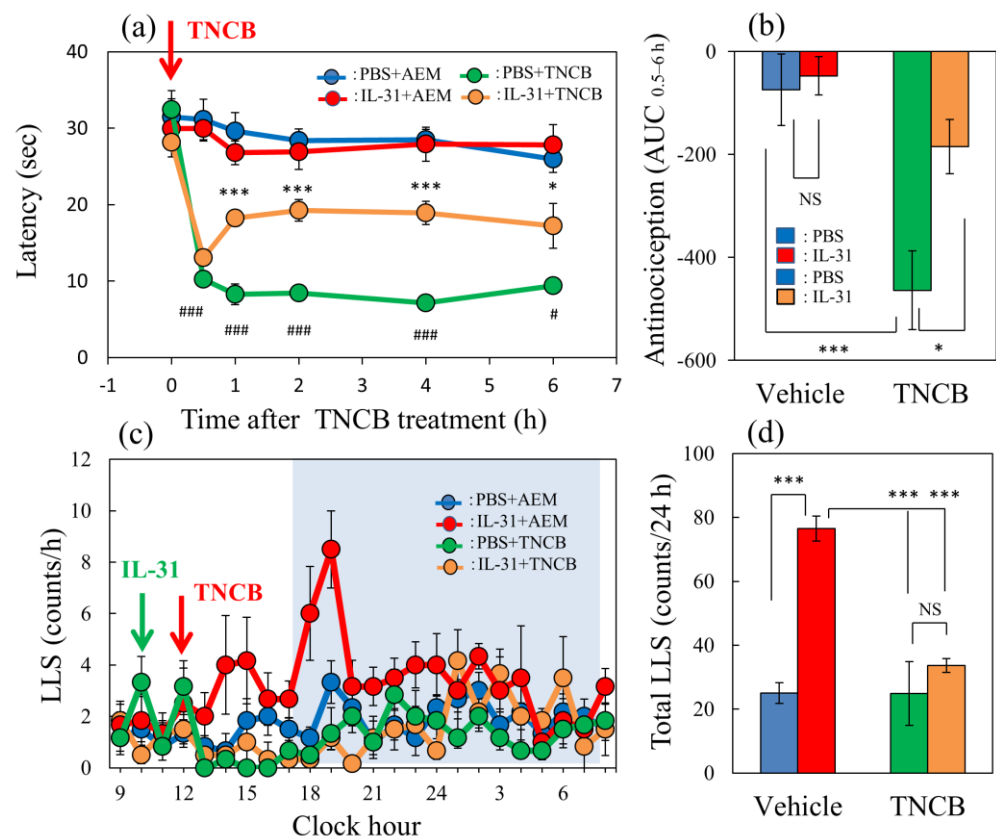 (a)
TNCB
: PBS+AEM
: PBS+TNCB
: IL-31+AEM
: IL-31+TNCB
40
30
20
10
0
Latency (sec)
***
***
***
*
###
###
###
###
#
-1 0 1 2 3 4 5 6 7
Time after TNCB treatment (h)
(b)
0
-200
-400
-600
Antinociception (AUC 0.5–6 h)
NS
: PBS
: IL-31
: PBS
: IL-31
***
*
Vehicle
TNCB
(c)
12
10
8
6
4
2
0
LLS (counts/h)
:PBS+AEM
:IL-31+AEM
:PBS+TNCB
:IL-31+TNCB
IL-31
TNCB
9 12 15 18 21 24 3 6
Clock hour
(d)
100
80
60
40
20
0
Total LLS (counts/24 h)
***
*** ***
NS
Vehicle
TNCB